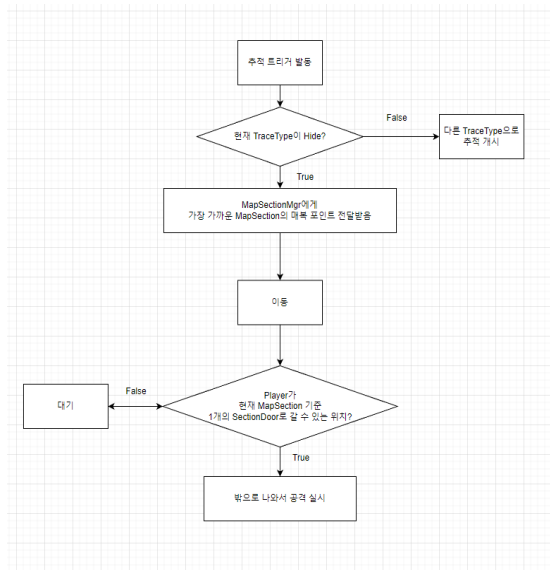 추적 트리거 발동
현재 TraceType이 Hide?
False
다른 TraceType으로
추적 개시
True
MapSectionMgr에게
가장 가까운 MapSection의 매복 포인트 전달받음
이동
Player가
현재 MapSection 기준
1개의 SectionDoor로 갈 수 있는 위치?
False
대기
True
밖으로 나와서 공격 실시